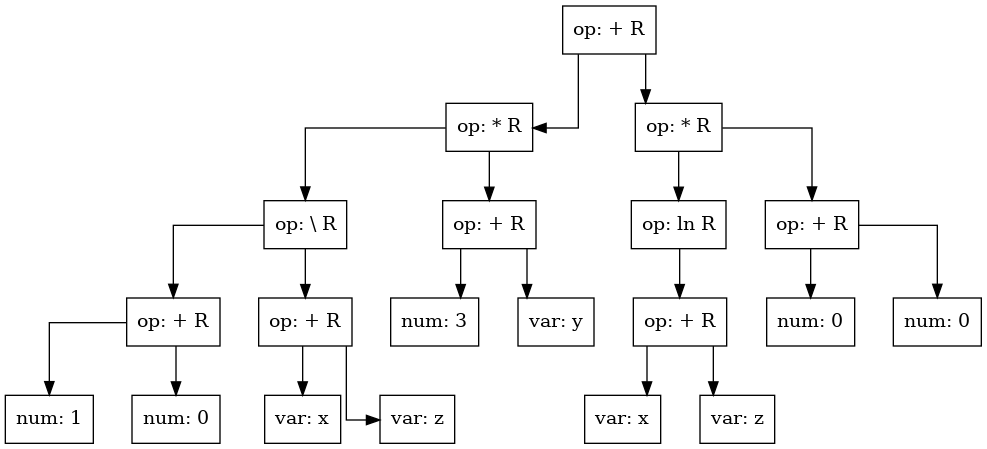 op: + R
op: * R
op: * R
op: \ R
op: + R
op: ln R
op: + R
op: + R
op: + R
num: 3
var: y
op: + R
num: 0
num: 0
num: 1
num: 0
var: x
var: z
var: x
var: z